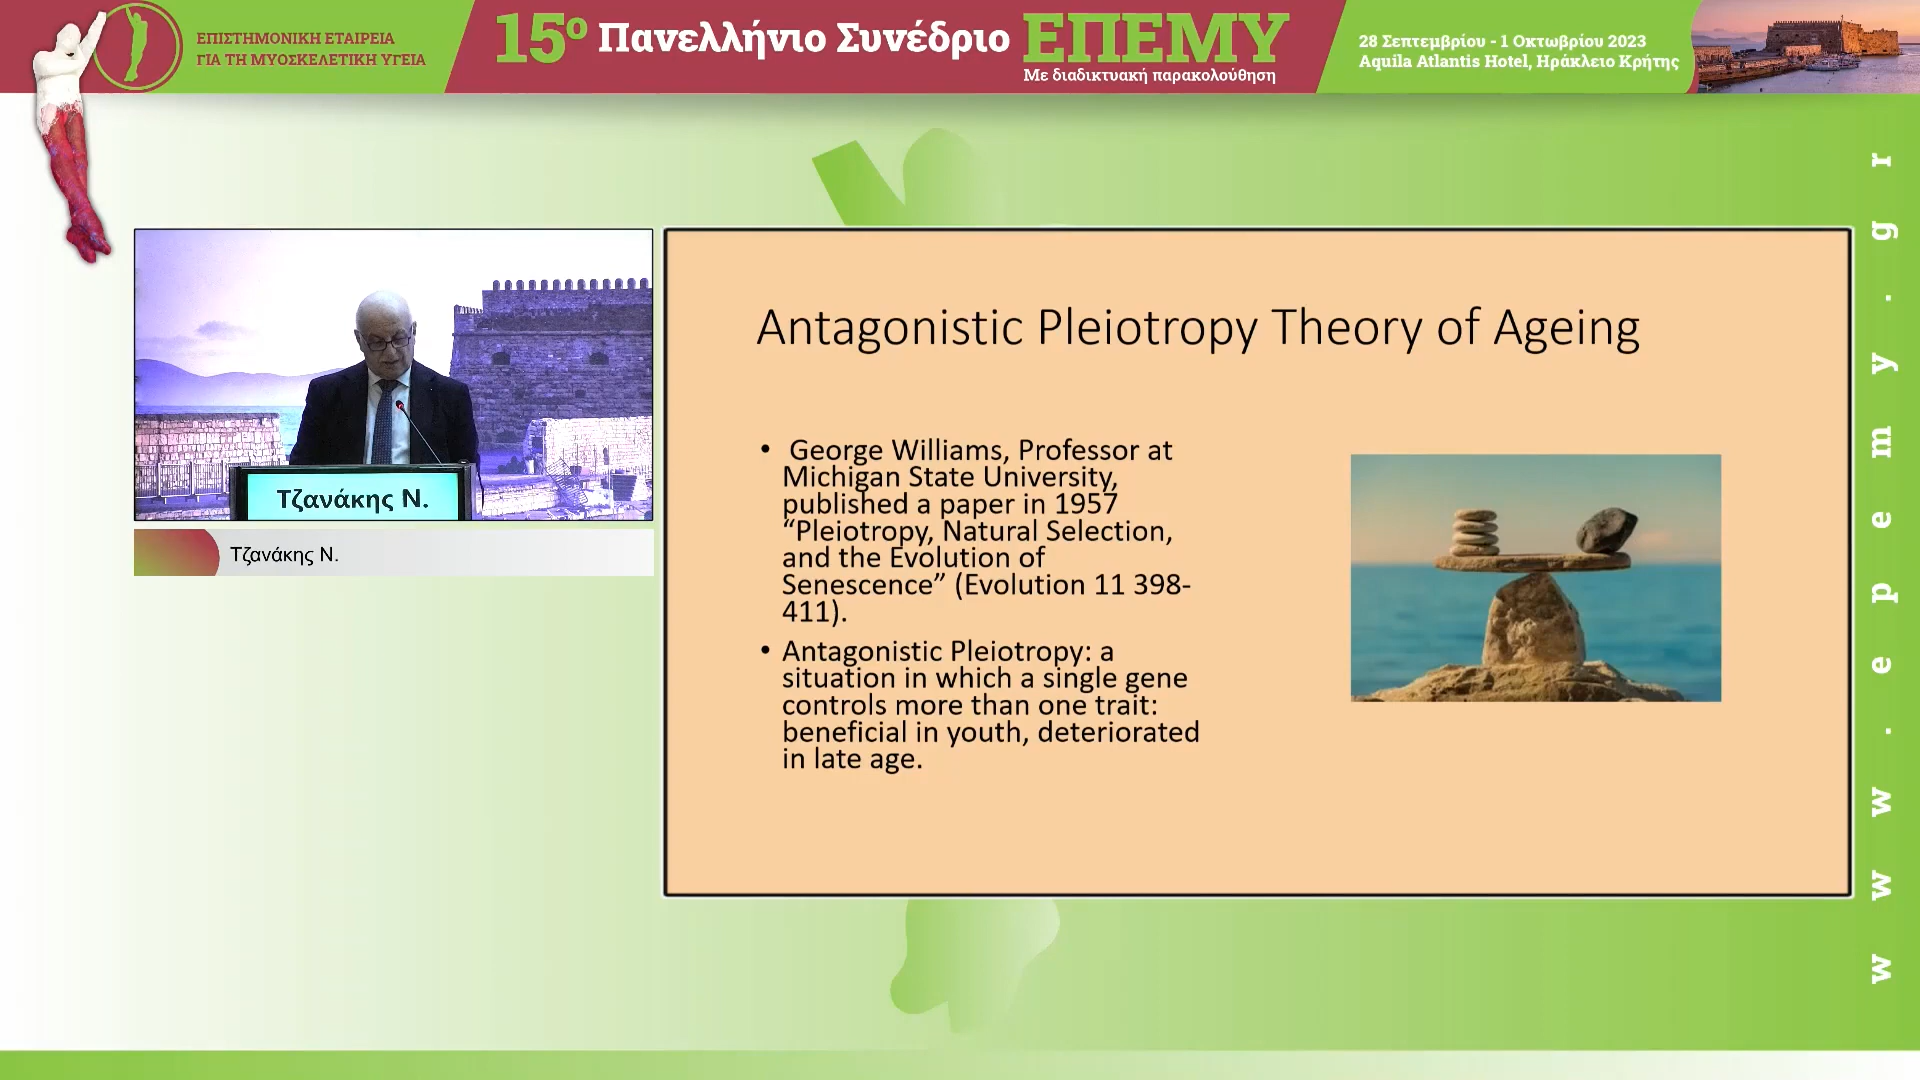 ΕΠΙΣΤΗΜΟΝΙΚΗ ΕΤΑΙΡΕΙΑ
ΓΙΑ ΤΗ ΜΥΟΣΚΕΛΕΤΙΚΗ ΥΓΕΙΑ
15ο Πανελλήνιο Συνέδριο ΕΠΕΜΥ
Με διαδικτυακή παρακολούθηση
28 Σεπτεμβρίου - 1 Οκτωβρίου 2023
Aquila Atlantis Hotel, Ηράκλειο Κρήτης
Τζανάκης Ν.
Τζανάκης Ν.
Antagonistic Pleiotropy Theory of Ageing
• George Williams, Professor at
Michigan State University,
published a paper in 1957
“Pleiotropy, Natural Selection,
and the Evolution of
Senescence” (Evolution 11 398-
411).
• Antagonistic Pleiotropy: a
situation in which a single gene
controls more than one trait:
beneficial in youth, deteriorated
in late age.
www.epemy.gr